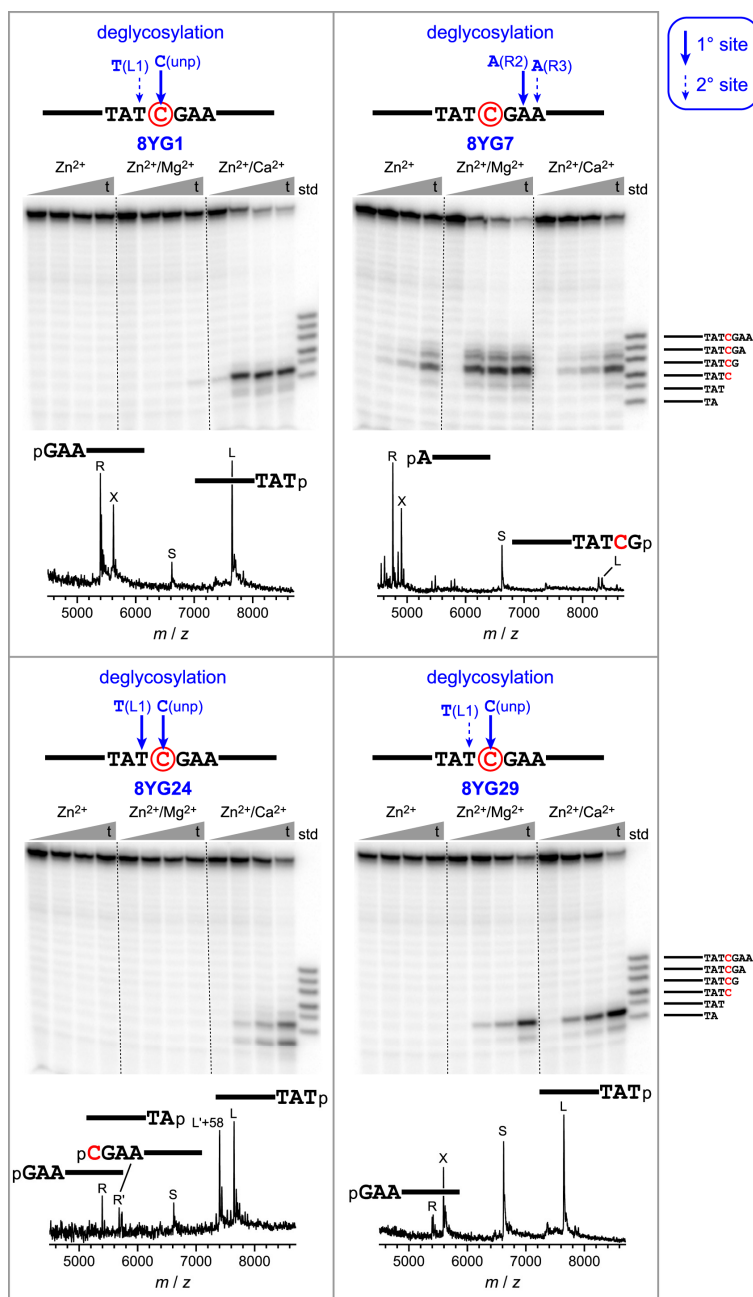 deglycosylation
T(L1) C(unp)
TATCGAA
8YG1
Zn2+ Zn2+/Mg2+ Zn2+/Ca2+
t t t std
pGAA
R
X
S
L
TATp
5000 6000 7000 8000
m / z
deglycosylation
A(R2) A(R3)
TATCGAA
8YG7
Zn2+ Zn2+/Mg2+ Zn2+/Ca2+
t t t std
TATCGAA
TATCGA
TATCG
TATC
TAT
TA
R
pA
X
S
TATCGp
L
5000 6000 7000 8000
m / z
1° site
2° site
deglycosylation
T(L1) C(unp)
TATCGAA
8YG24
Zn2+ Zn2+/Mg2+ Zn2+/Ca2+
t t t std
TATp
TAp
L'+58 L
pCGAA
pGAA
R
R'
S
5000 6000 7000 8000
m / z
deglycosylation
T(L1) C(unp)
TATCGAA
8YG29
Zn2+ Zn2+/Mg2+ Zn2+/Ca2+
t t t std
TATCGAA
TATCGA
TATCG
TATC
TAT
TA
TATp
L
S
X
pGAA
R
5000 6000 7000 8000
m / z